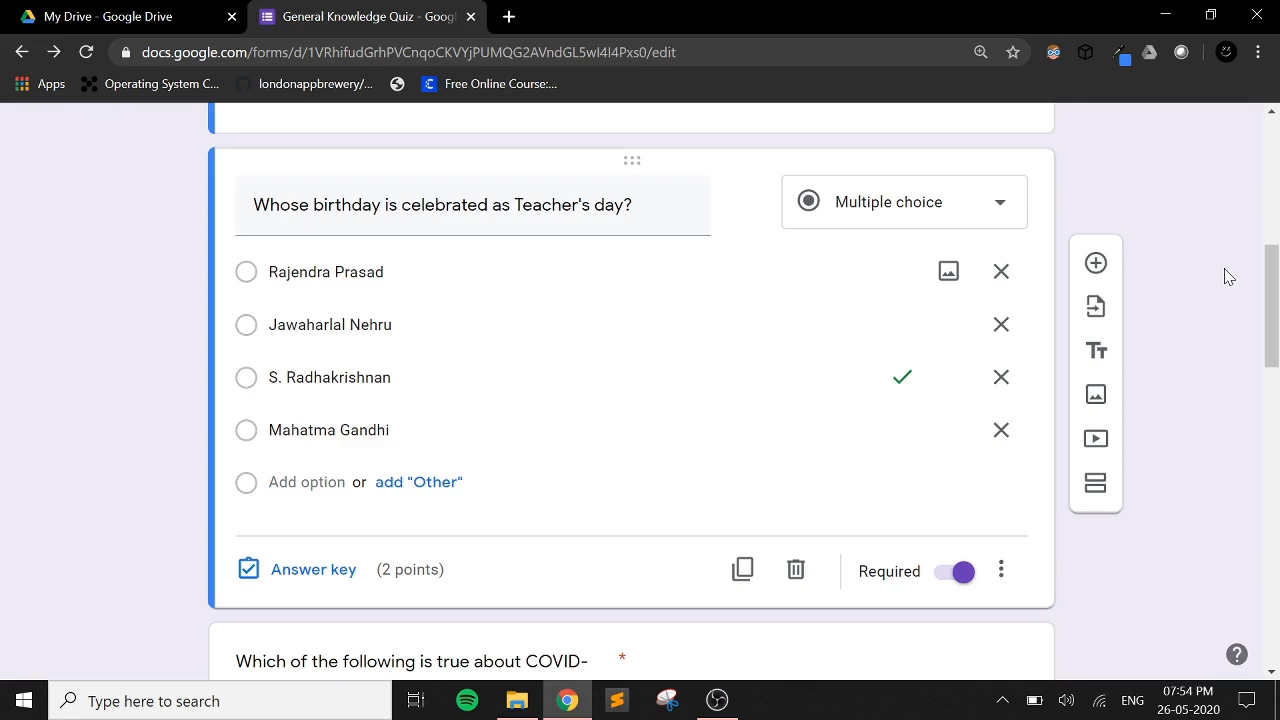 My Drive - Google Drive
General Knowledge Quiz - Goog
docs.google.com/forms/d/1VRhifudGrhPVCnqoCKVYjPUMQG2AVndGL5wl4l4Pxs0/edit
Apps
Operating System C...
londonappbrewery/...
Free Online Course:...
Whose birthday is celebrated as Teacher's day?
Multiple choice
Rajendra Prasad
Jawaharlal Nehru
Tт
S. Radhakrishnan
Mahatma Gandhi
Add option or add "Other"
Answer key (2 points)
Required
Which of the following is true about COVID- *
Type here to search
ENG
07:54 PM
26-05-2020